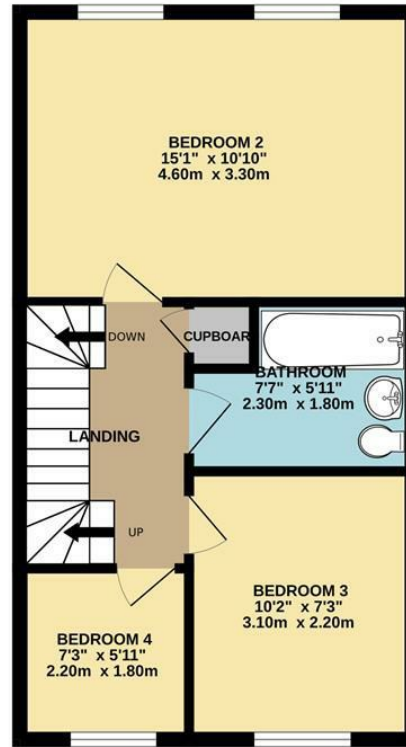 BEDROOM 2
15'1" x 10'10"
4.60m x 3.30m
DOWN
CUPBOAR
BATHROOM
7'7" x 5'11"
2.30m x 1.80m
LANDING
UP
BEDROOM 3
10'2" x 7'3"
3.10m x 2.20m
BEDROOM 4
7'3" x 5'11"
2.20m x 1.80m